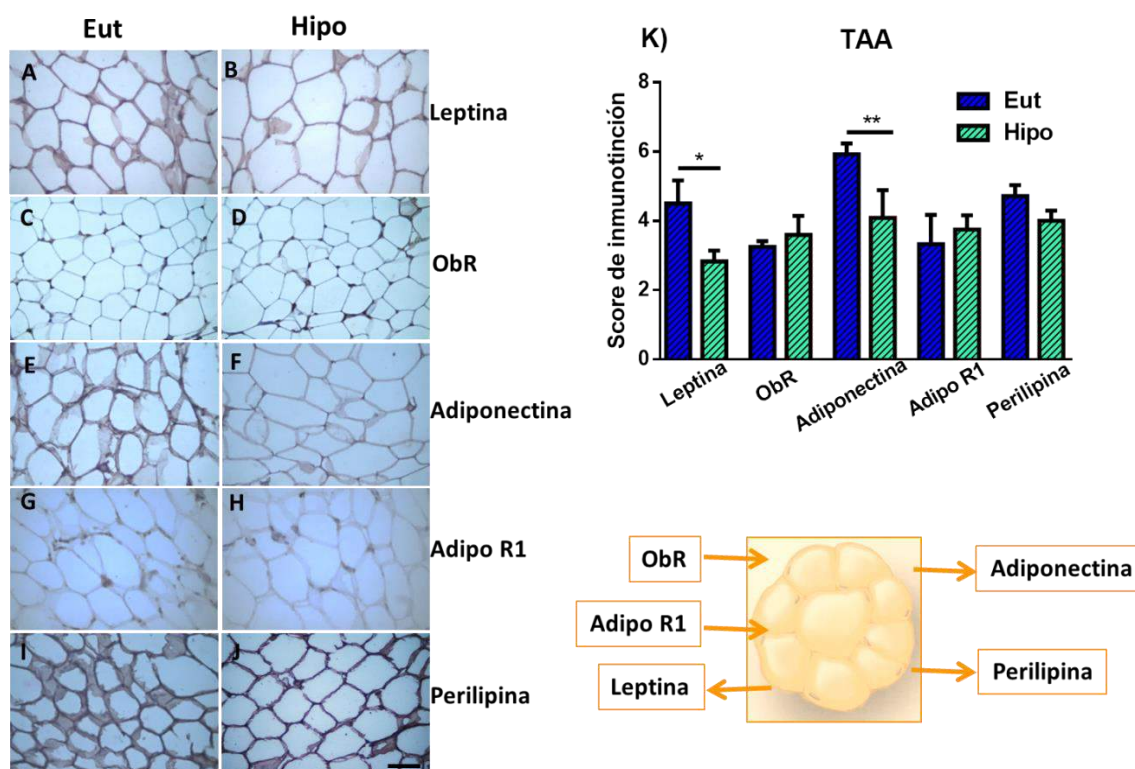 Eut Hipo
A B Leptina
C D ObR
E F Adiponectina
G H Adipo R1
I J Perilipina
K) TAA
Score de inmunotinción
8
6
4
2
0
Eut
Hipo
*
**
Leptina
ObR
Adiponectina
Adipo R1
Perilipina
ObR
Adipo R1
Leptina
Adiponectina
Perilipina